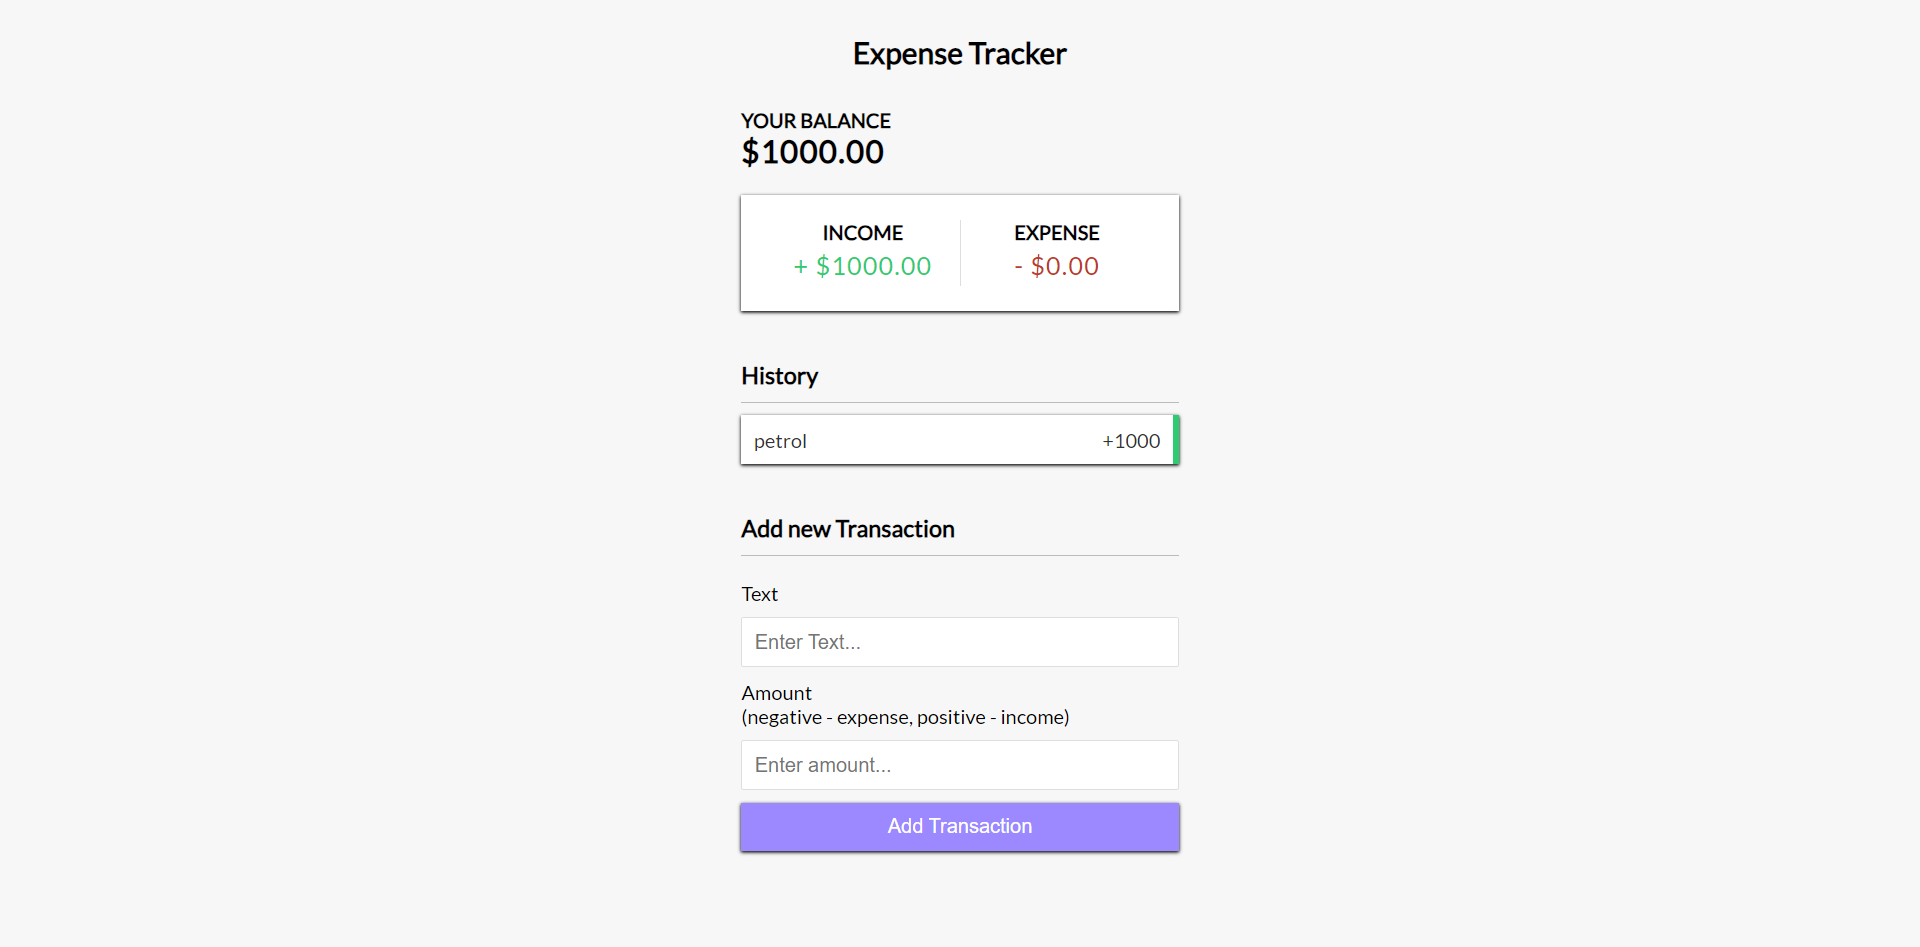 Expense Tracker
YOUR BALANCE
$1000.00
INCOME
+ $1000.00
EXPENSE
- $0.00
History
petrol +1000
Add new Transaction
Text
Enter Text...
Amount
(negative - expense, positive - income)
Enter amount...
Add Transaction